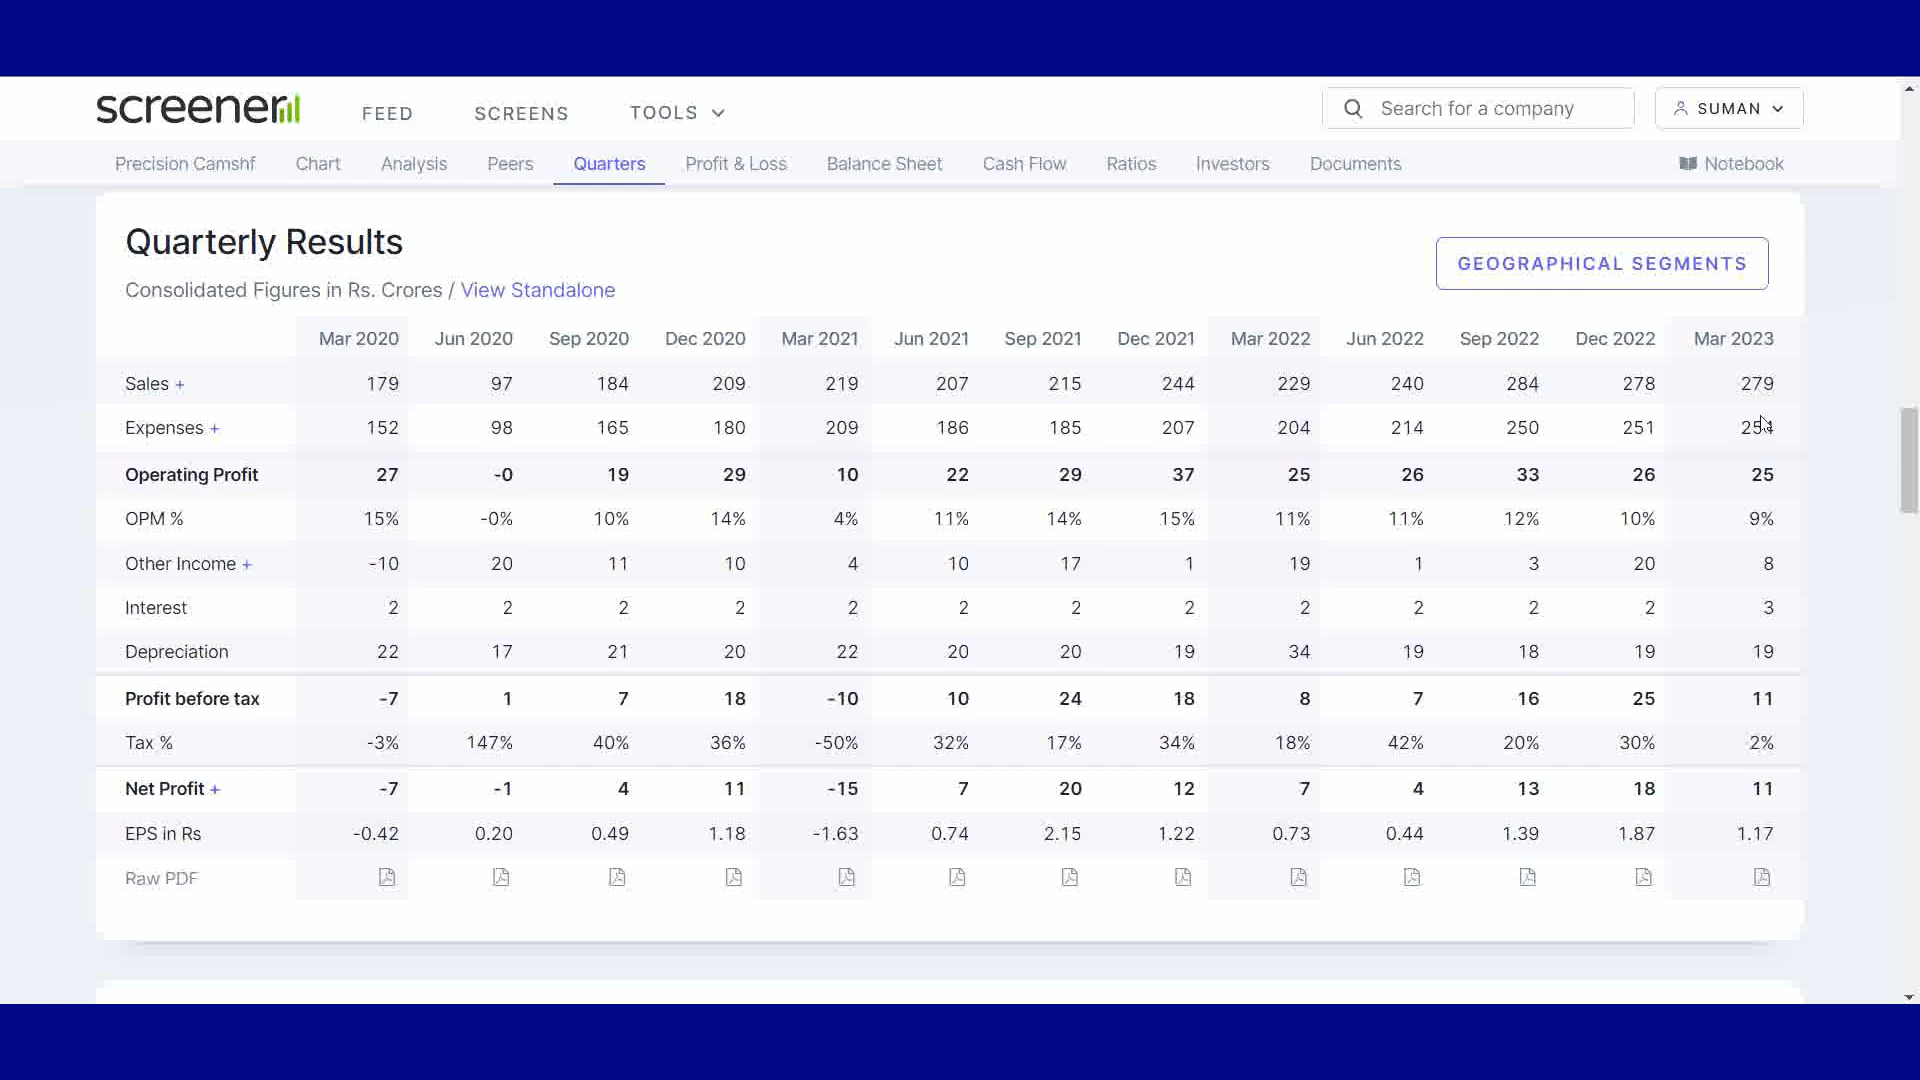 screener
FEED SCREENS TOOLS Search for a company SUMAN
Precision Camshf Chart Analysis Peers Quarters Profit & Loss Balance Sheet Cash Flow Ratios Investors Documents Notebook
Quarterly Results
GEOGRAPHICAL SEGMENTS
Consolidated Figures in Rs. Crores / View Standalone
Mar 2020 Jun 2020 Sep 2020 Dec 2020 Mar 2021 Jun 2021 Sep 2021 Dec 2021 Mar 2022 Jun 2022 Sep 2022 Dec 2022 Mar 2023
Sales + 179 97 184 209 219 207 215 244 229 240 284 278 279
Expenses + 152 98 165 180 209 186 185 207 204 214 250 251 254
Operating Profit 27 -0 19 29 10 22 29 37 25 26 33 26 25
OPM % 15% -0% 10% 14% 4% 11% 14% 15% 11% 11% 12% 10% 9%
Other Income + -10 20 11 10 4 10 17 1 19 1 3 20 8
Interest 2 2 2 2 2 2 2 2 2 2 2 2 3
Depreciation 22 17 21 20 22 20 20 19 34 19 18 19 19
Profit before tax -7 1 7 18 -10 10 24 18 8 7 16 25 11
Tax % -3% 147% 40% 36% -50% 32% 17% 34% 18% 42% 20% 30% 2%
Net Profit + -7 -1 4 11 -15 7 20 12 7 4 13 18 11
EPS in Rs -0.42 0.20 0.49 1.18 -1.63 0.74 2.15 1.22 0.73 0.44 1.39 1.87 1.17
Raw PDF